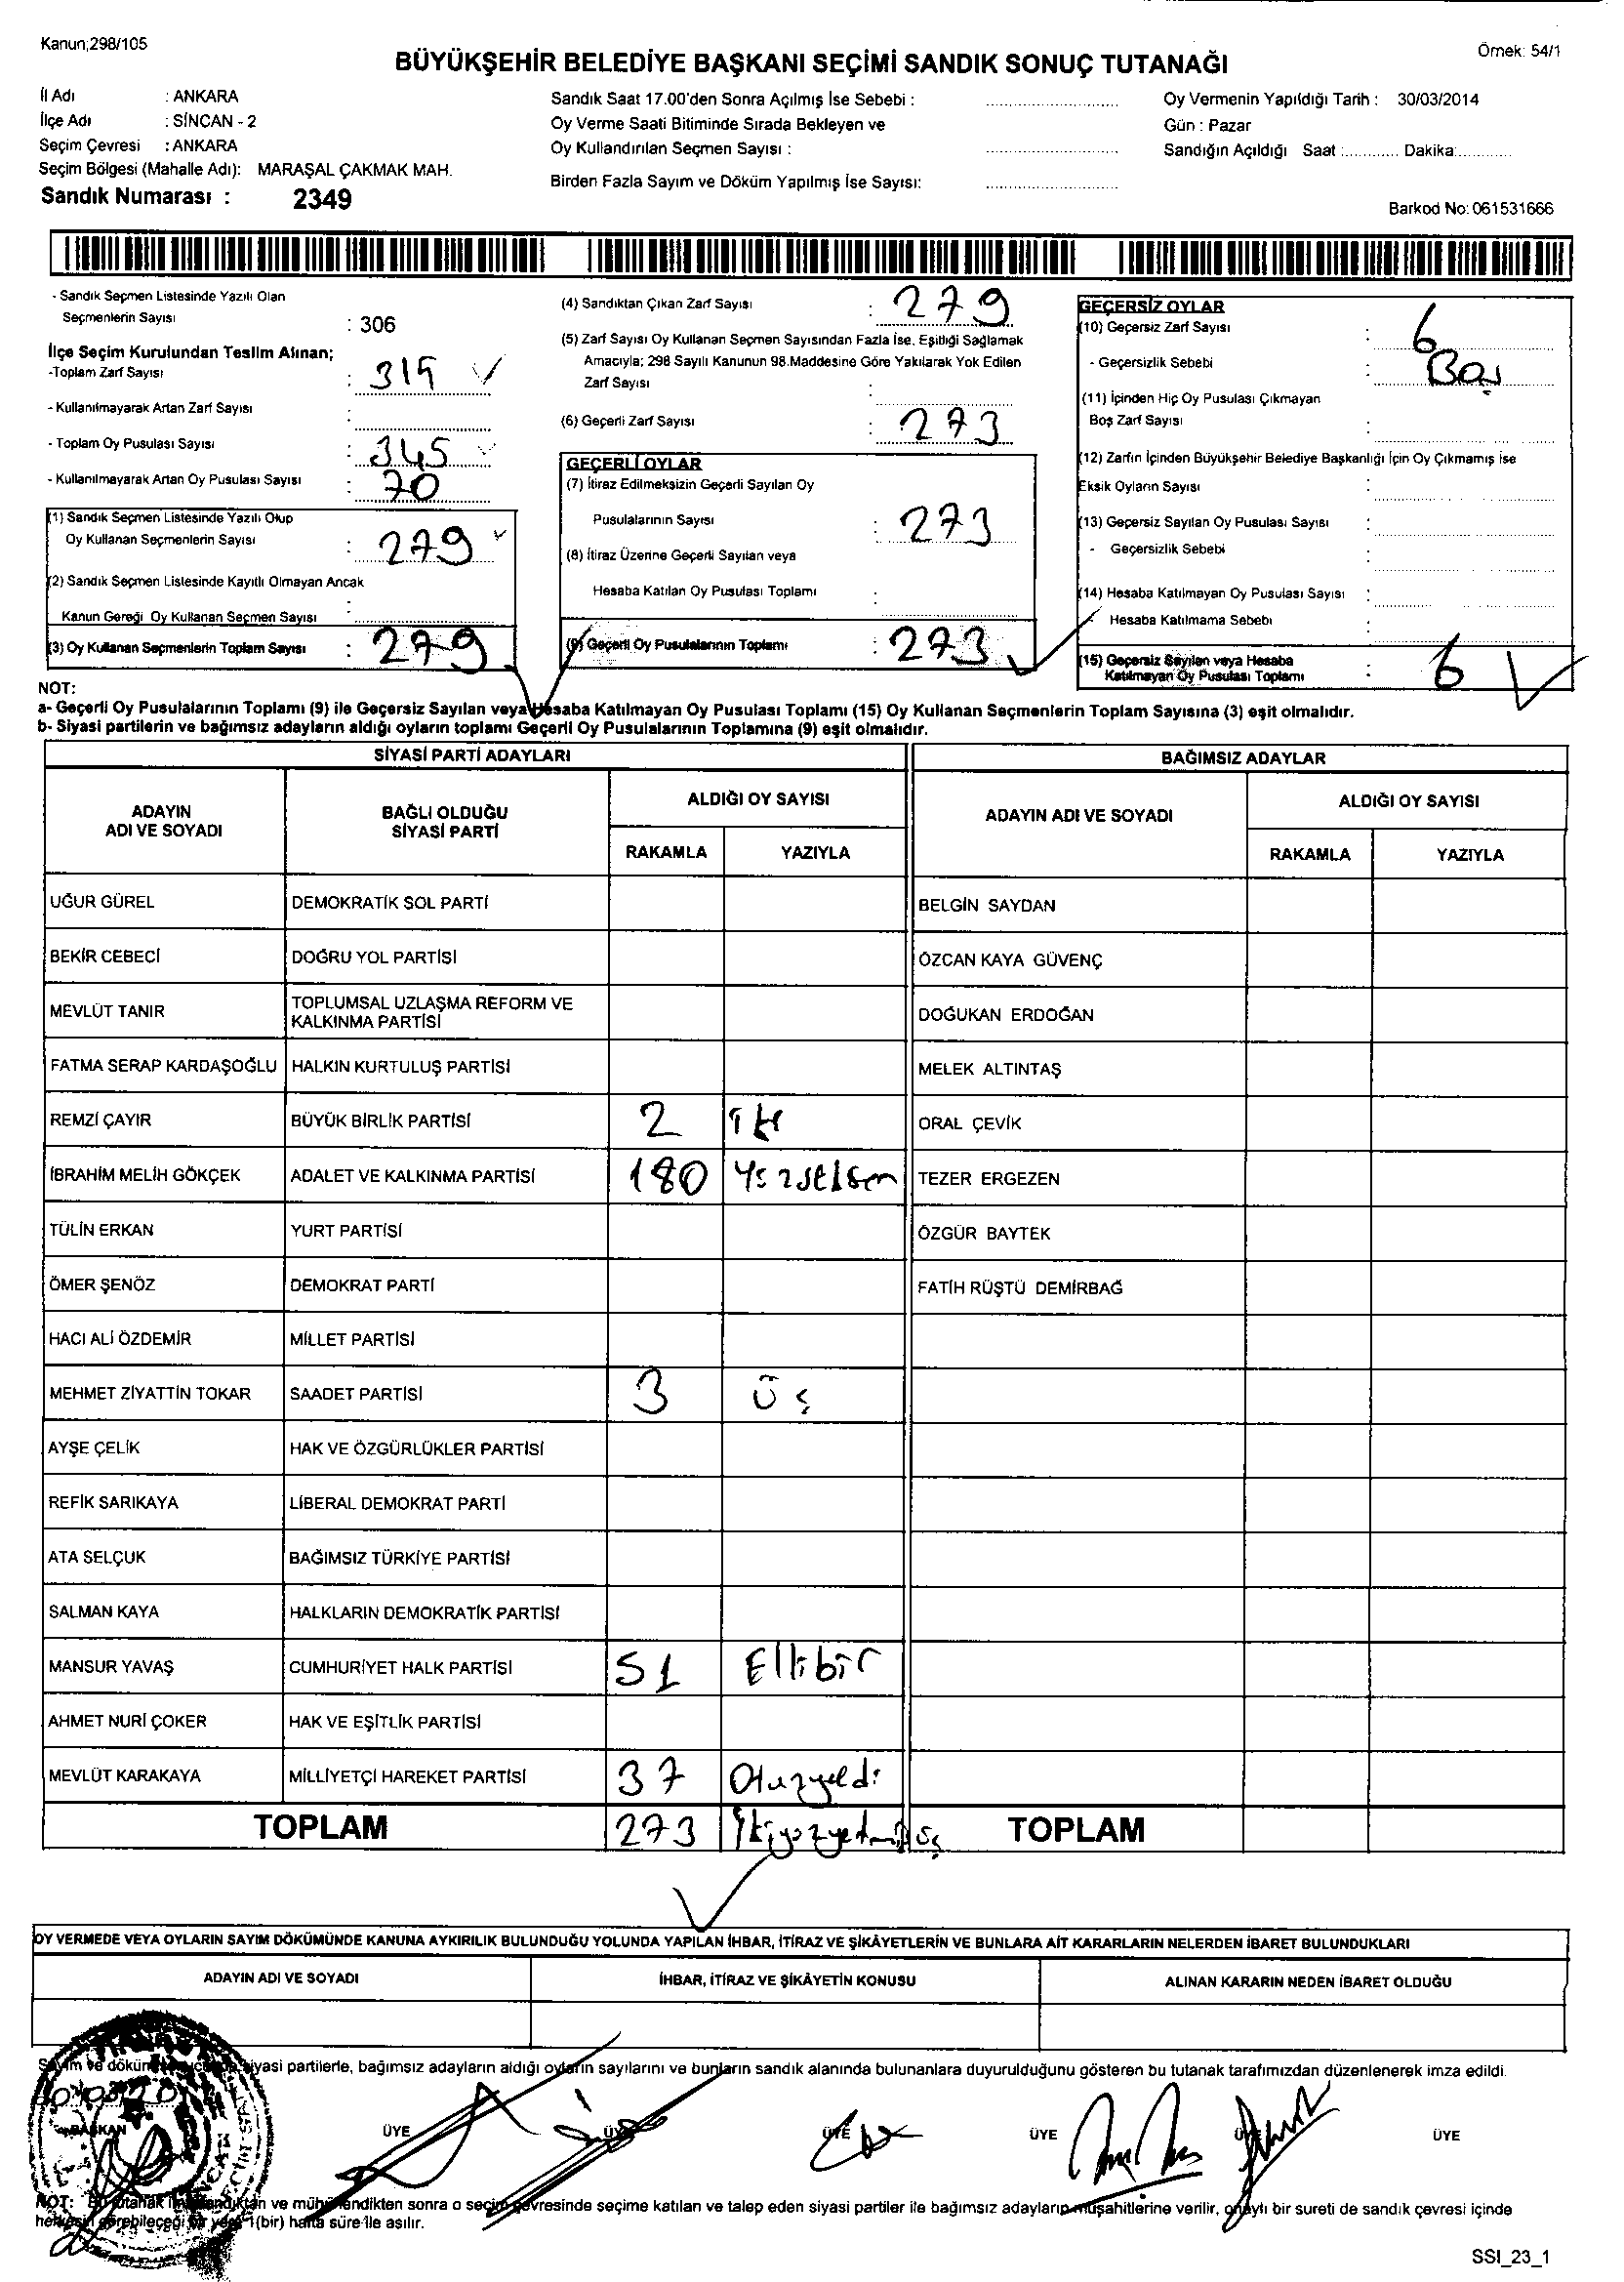 Kanun;298/105
Örnek: 54/1
BÜYÜKŞEHİR BELEDİYE BAŞKANI SEÇİMİ SANDIK SONUÇ TUTANAĞI
İl Adı : ANKARA
İlçe Adı : SİNCAN - 2
Seçim Çevresi : ANKARA
Seçim Bölgesi (Mahalle Adı): MARAŞAL ÇAKMAK MAH.
Sandık Numarası : 2349
Sandık Saat 17.00'den Sonra Açılmış İse Sebebi :
Oy Verme Saati Bitiminde Sırada Bekleyen ve
Oy Kullandırılan Seçmen Sayısı :
Birden Fazla Sayım ve Döküm Yapılmış İse Sayısı:
Oy Vermenin Yapıldığı Tarih : 30/03/2014
Gün : Pazar
Sandığın Açıldığı Saat :............ Dakika:............
Barkod No: 061531666
- Sandık Seçmen Listesinde Yazılı Olan
Seçmenlerin Sayısı : 306
İlçe Seçim Kurulundan Teslim Alınan;
-Toplam Zarf Sayısı : 319
- Kullanılmayarak Artan Zarf Sayısı :
- Toplam Oy Pusulası Sayısı : 345
- Kullanılmayarak Artan Oy Pusulası Sayısı : 70
(1) Sandık Seçmen Listesinde Yazılı Olup
Oy Kullanan Seçmenlerin Sayısı : 279
(2) Sandık Seçmen Listesinde Kayıtlı Olmayan Ancak
Kanun Gereği Oy Kullanan Seçmen Sayısı :
(3) Oy Kullanan Seçmenlerin Toplam Sayısı : 279
(4) Sandıktan Çıkan Zarf Sayısı : 279
(5) Zarf Sayısı Oy Kullanan Seçmen Sayısından Fazla İse, Eşitliği Sağlamak
Amacıyla; 298 Sayılı Kanunun 98.Maddesine Göre Yakılarak Yok Edilen
Zarf Sayısı :
(6) Geçerli Zarf Sayısı : 273
GEÇERLİ OYLAR
(7) İtiraz Edilmeksizin Geçerli Sayılan Oy
Pusulalarının Sayısı : 273
(8) İtiraz Üzerine Geçerli Sayılan veya
Hesaba Katılan Oy Pusulası Toplamı :
(9) Geçerli Oy Pusulalarının Toplamı : 273
GEÇERSİZ OYLAR
(10) Geçersiz Zarf Sayısı : 6
- Geçersizlik Sebebi : Boş
(11) İçinden Hiç Oy Pusulası Çıkmayan
Boş Zarf Sayısı :
(12) Zarfın İçinden Büyükşehir Belediye Başkanlığı İçin Oy Çıkmamış İse
Eksik Oyların Sayısı :
(13) Geçersiz Sayılan Oy Pusulası Sayısı :
- Geçersizlik Sebebi :
(14) Hesaba Katılmayan Oy Pusulası Sayısı :
Hesaba Katılmama Sebebi
(15) Geçersiz Sayılan veya Hesaba
Katılmayan Oy Pusulası Toplamı : 6
NOT:
a- Geçerli Oy Pusulalarının Toplamı (9) ile Geçersiz Sayılan veya Hesaba Katılmayan Oy Pusulası Toplamı (15) Oy Kullanan Seçmenlerin Toplam Sayısına (3) eşit olmalıdır.
b- Siyasi partilerin ve bağımsız adayların aldığı oyların toplamı Geçerli Oy Pusulalarının Toplamına (9) eşit olmalıdır.
SİYASİ PARTİ ADAYLARI BAĞIMSIZ ADAYLAR
ADAYIN ADI VE SOYADI BAĞLI OLDUĞU SİYASİ PARTİ ALDIĞI OY SAYISI ADAYIN ADI VE SOYADI ALDIĞI OY SAYISI
RAKAMLA YAZIYLA RAKAMLA YAZIYLA
UĞUR GÜREL DEMOKRATİK SOL PARTİ BELGİN SAYDAN
BEKİR CEBECİ DOĞRU YOL PARTİSİ ÖZCAN KAYA GÜVENÇ
MEVLÜT TANIR TOPLUMSAL UZLAŞMA REFORM VE KALKINMA PARTİSİ DOĞUKAN ERDOĞAN
FATMA SERAP KARDAŞOĞLU HALKIN KURTULUŞ PARTİSİ MELEK ALTINTAŞ
REMZİ ÇAYIR BÜYÜK BİRLİK PARTİSİ 2 İki ORAL ÇEVİK
İBRAHİM MELİH GÖKÇEK ADALET VE KALKINMA PARTİSİ 180 Yüzseksen TEZER ERGEZEN
TÜLİN ERKAN YURT PARTİSİ ÖZGÜR BAYTEK
ÖMER ŞENÖZ DEMOKRAT PARTİ FATİH RÜŞTÜ DEMİRBAĞ
HACI ALİ ÖZDEMİR MİLLET PARTİSİ
MEHMET ZİYATTİN TOKAR SAADET PARTİSİ 3 Üç
AYŞE ÇELİK HAK VE ÖZGÜRLÜKLER PARTİSİ
REFİK SARIKAYA LİBERAL DEMOKRAT PARTİ
ATA SELÇUK BAĞIMSIZ TÜRKİYE PARTİSİ
SALMAN KAYA HALKLARIN DEMOKRATİK PARTİSİ
MANSUR YAVAŞ CUMHURİYET HALK PARTİSİ 51 Ellibir
AHMET NURİ ÇOKER HAK VE EŞİTLİK PARTİSİ
MEVLÜT KARAKAYA MİLLİYETÇİ HAREKET PARTİSİ 37 Otuzyedi
TOPLAM 273 İkiyüzyetmişüç TOPLAM
OY VERMEDE VEYA OYLARIN SAYIM DÖKÜMÜNDE KANUNA AYKIRILIK BULUNDUĞU YOLUNDA YAPILAN İHBAR, İTİRAZ VE ŞİKÂYETLERİN VE BUNLARA AİT KARARLARIN NELERDEN İBARET BULUNDUKLARI
ADAYIN ADI VE SOYADI İHBAR, İTİRAZ VE ŞİKÂYETİN KONUSU ALINAN KARARIN NEDEN İBARET OLDUĞU
Sayım ve döküm siyasi partilerle, bağımsız adayların aldığı oyların sayılarını ve bunların sandık alanında bulunanlara duyurulduğunu gösteren bu tutanak tarafımızdan düzenlenerek imza edildi.
BAŞKAN ÜYE ÜYE ÜYE ÜYE ÜYE ÜYE
NOT: Bu tutanak imzalandıktan ve mühürlendikten sonra o seçim çevresinde seçime katılan ve talep eden siyasi partiler ile bağımsız adayların müşahitlerine verilir, onaylı bir sureti de sandık çevresi içinde
herkesin görebileceği bir yere 1(bir) hafta süre ile asılır.
SSI_23_1